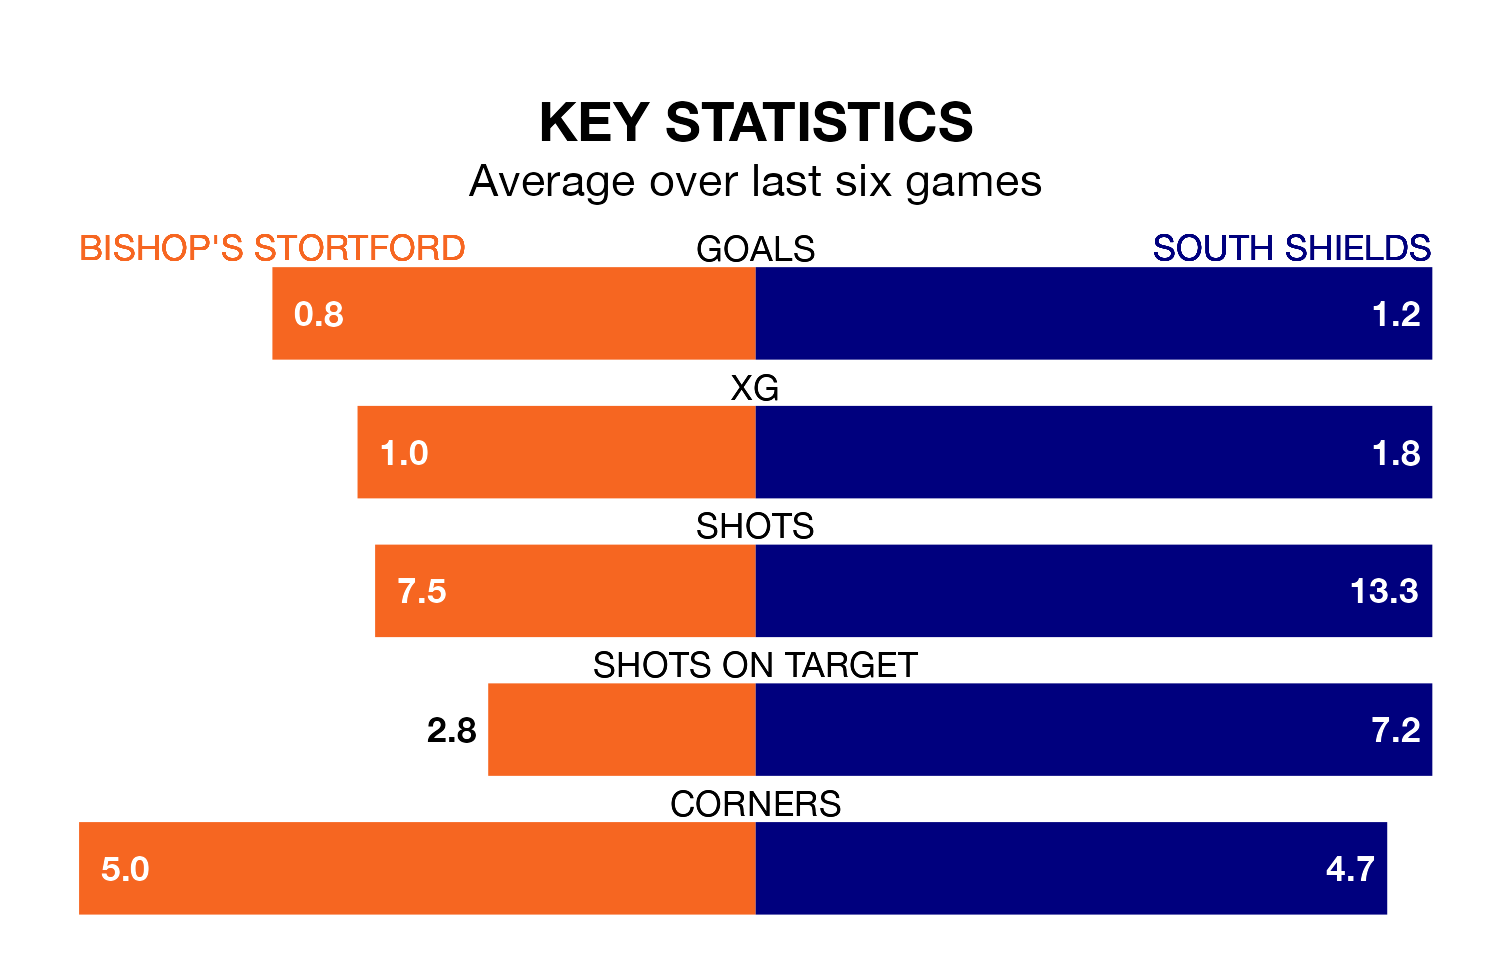 KEY STATISTICS
Average over last six games
BISHOP'S STORTFORD GOALS SOUTH SHIELDS
0.8 1.2
XG
1.0 1.8
SHOTS
7.5 13.3
SHOTS ON TARGET
2.8 7.2
CORNERS
5.0 4.7